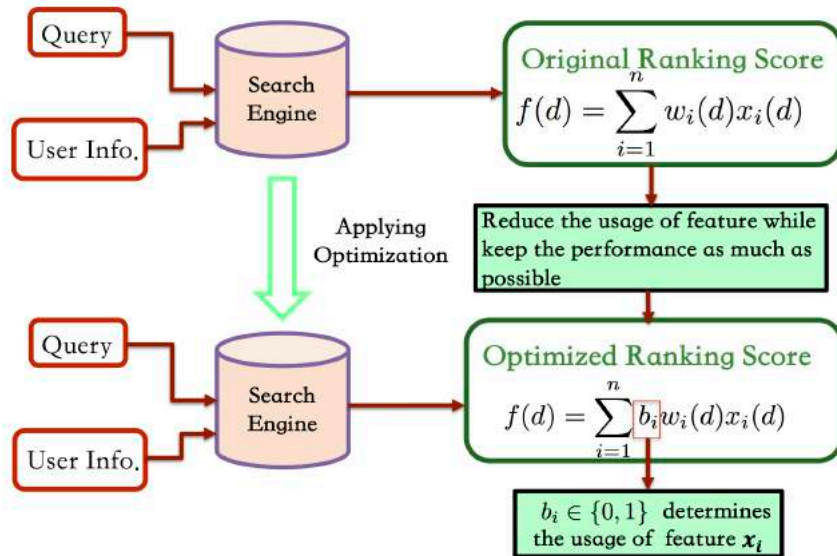 Query
User Info.
Search
Engine
Original Ranking Score
f(d) = \sum_{i=1}^{n} w_i(d)x_i(d)
Applying
Optimization
Reduce the usage of feature while
keep the performance as much as
possible
Query
User Info.
Search
Engine
Optimized Ranking Score
f(d) = \sum_{i=1}^{n} b_i w_i(d)x_i(d)
b_i ∈ {0, 1} determines
the usage of feature x_i